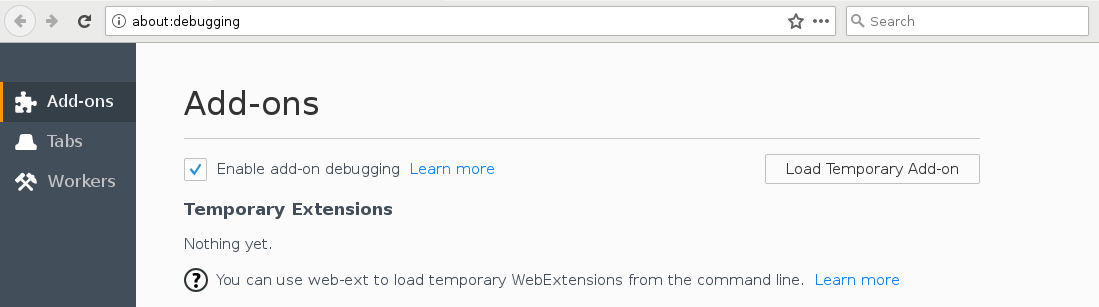 about:debugging
Search
Add-ons
Tabs
Workers
Add-ons
Enable add-on debugging Learn more
Load Temporary Add-on
Temporary Extensions
Nothing yet.
You can use web-ext to load temporary WebExtensions from the command line. Learn more